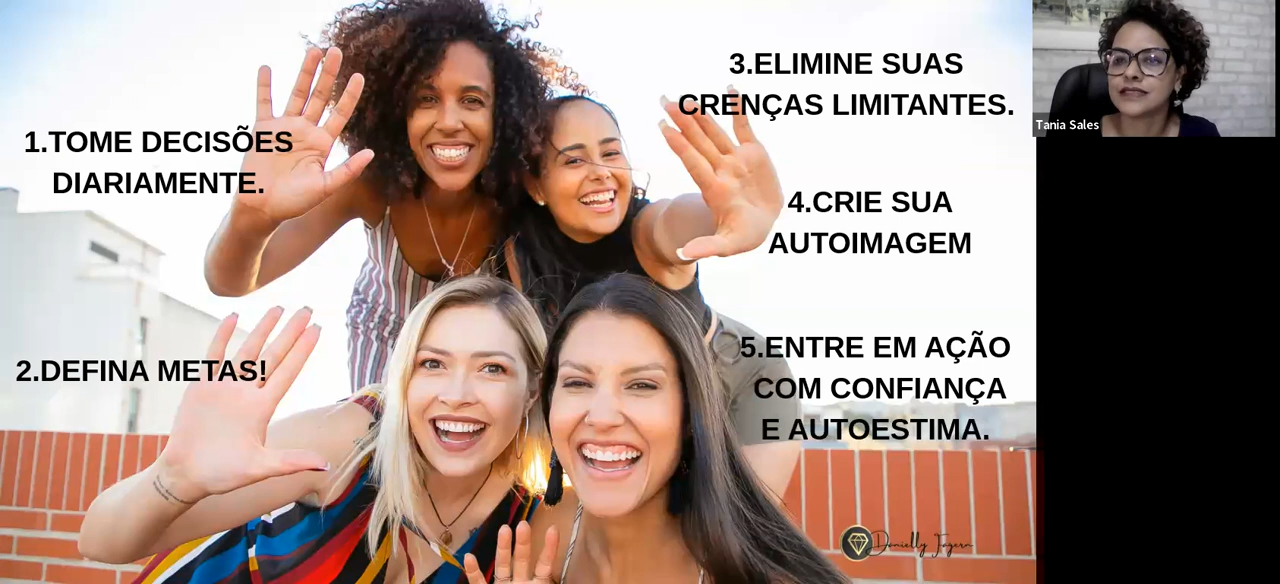 1.TOME DECISÕES
DIARIAMENTE.
2.DEFINA METAS!
3.ELIMINE SUAS
CRENÇAS LIMITANTES.
4.CRIE SUA
AUTOIMAGEM
5.ENTRE EM AÇÃO
COM CONFIANÇA
E AUTOESTIMA.
Tania Sales
Danielly